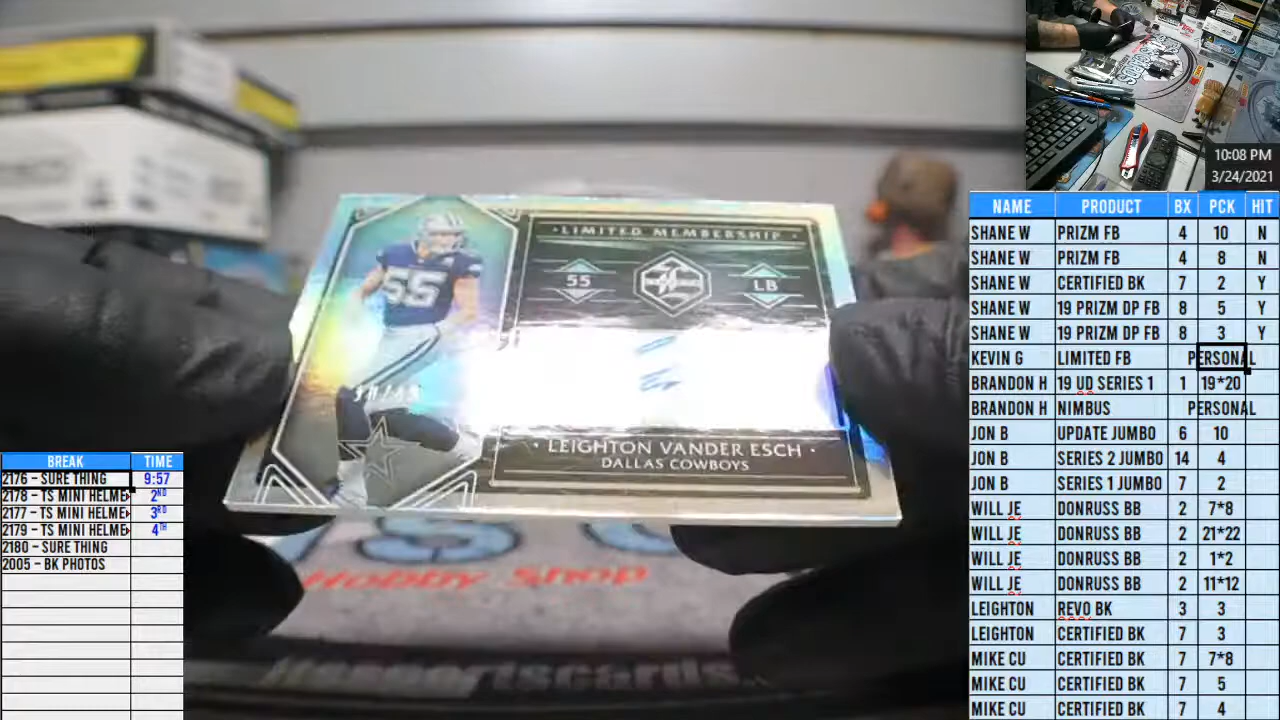 10:08 PM
3/24/2021
NAME PRODUCT BX PCK HIT
SHANE W PRIZM FB 4 10 N
SHANE W PRIZM FB 4 8 N
SHANE W CERTIFIED BK 7 2 Y
SHANE W 19 PRIZM DP FB 8 5 Y
SHANE W 19 PRIZM DP FB 8 3 Y
KEVIN G LIMITED FB PERSONAL
BRANDON H 19 UD SERIES 1 1 19*20
BRANDON H NIMBUS PERSONAL
JON B UPDATE JUMBO 6 10
JON B SERIES 2 JUMBO 14 4
JON B SERIES 1 JUMBO 7 2
WILL JE DONRUSS BB 2 7*8
WILL JE DONRUSS BB 2 21*22
WILL JE DONRUSS BB 2 1*2
WILL JE DONRUSS BB 2 11*12
LEIGHTON REVO BK 3 3
LEIGHTON CERTIFIED BK 7 3
MIKE CU CERTIFIED BK 7 7*8
MIKE CU CERTIFIED BK 7 5
MIKE CU CERTIFIED BK 7 4
· LIMITED MEMBERSHIP ·
55 LB
55
· LEIGHTON VANDER ESCH ·
DALLAS COWBOYS
Hobby Shop
BREAK TIME
2176 - SURE THING 9:57
2178 - TS MINI HELME 2ND
2177 - TS MINI HELME 3RD
2179 - TS MINI HELME 4TH
2180 - SURE THING
2005 - BK PHOTOS